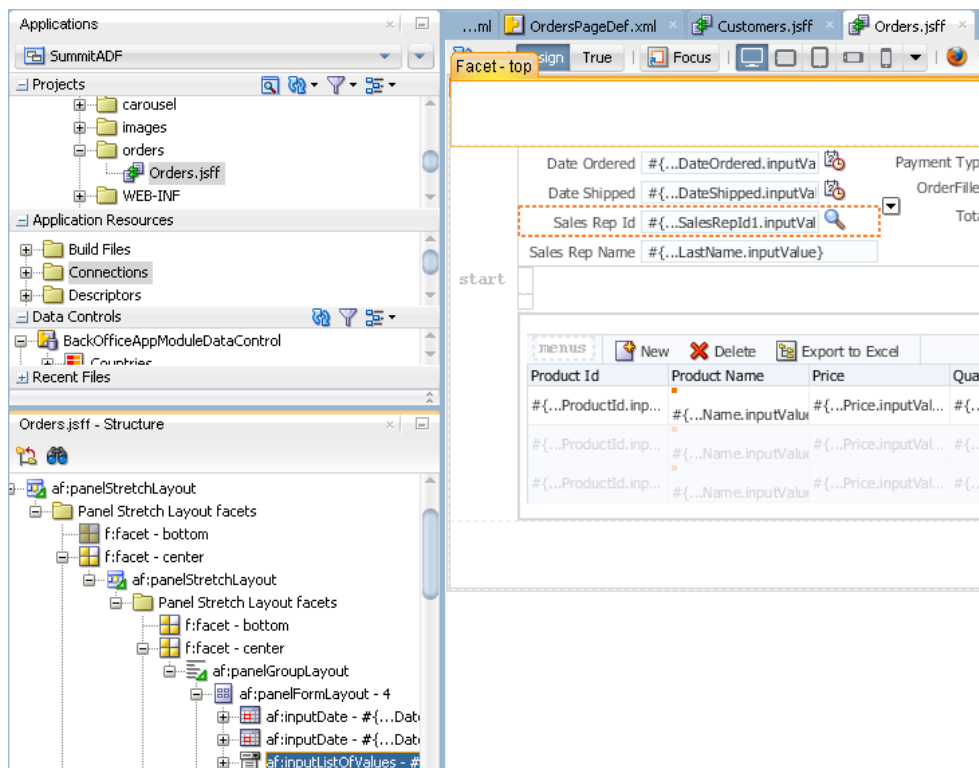 Applications
SummitADF
Projects
carousel
images
orders
Orders.jsff
WEB-INF
Application Resources
Build Files
Connections
Descriptors
Data Controls
BackOfficeAppModuleDataControl
Countries
Recent Files
Orders.jsff - Structure
af:panelStretchLayout
Panel Stretch Layout facets
f:facet - bottom
f:facet - center
af:panelStretchLayout
Panel Stretch Layout facets
f:facet - bottom
f:facet - center
af:panelGroupLayout
af:panelFormLayout - 4
af:inputDate - #{...Dat
af:inputDate - #{...Dat
af:inputListOfValues - #
...ml OrdersPageDef.xml Customers.jsff Orders.jsff
sign True Focus
Facet - top
Date Ordered #{...DateOrdered.inputVa Payment Typ
Date Shipped #{...DateShipped.inputVal OrderFille
Sales Rep Id #{...SalesRepId1.inputVal Tota
Sales Rep Name #{...LastName.inputValue}
start
menus New Delete Export to Excel
Product Id Product Name Price Qua
#{...ProductId.inp... #{...Name.inputValu #{...Price.inputVal... #{..
#{...ProductId.inp... #{...Name.inputValu #{...Price.inputVal... #{..
#{...ProductId.inp... #{...Name.inputValu #{...Price.inputVal... #{..